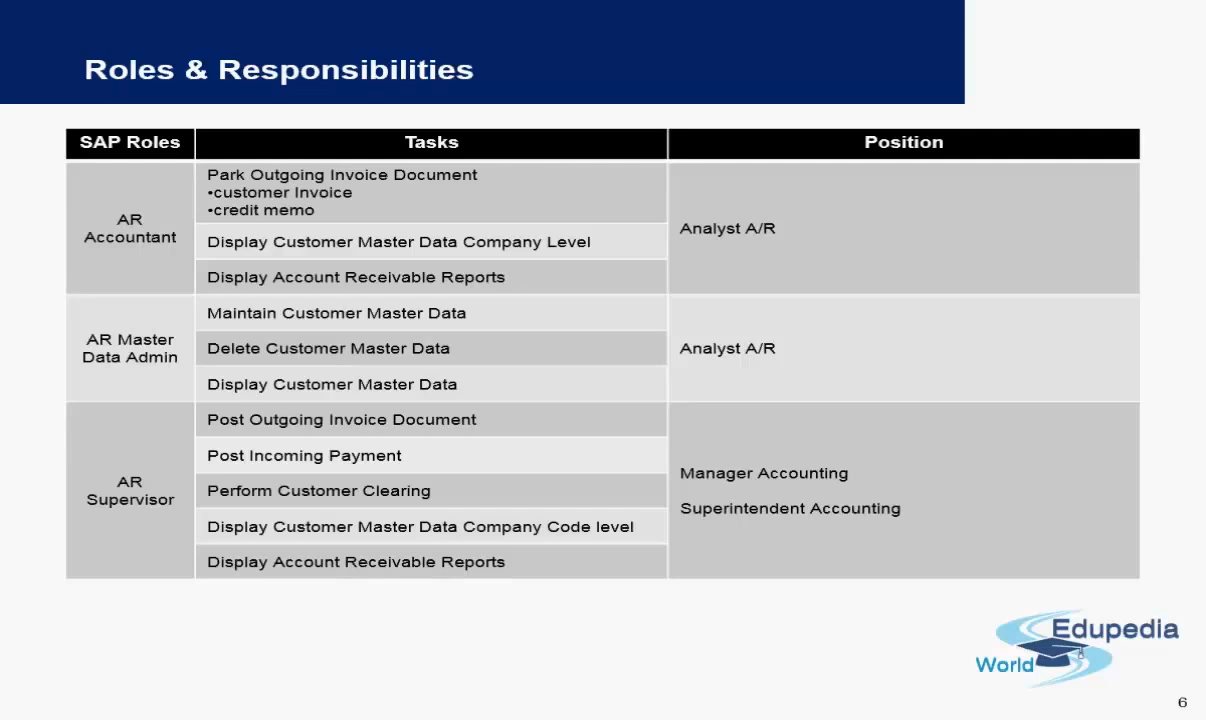 Roles & Responsibilities
SAP Roles Tasks Position
AR
Accountant
Park Outgoing Invoice Document
•customer Invoice
•credit memo
Display Customer Master Data Company Level
Display Account Receivable Reports
Analyst A/R
AR Master
Data Admin
Maintain Customer Master Data
Delete Customer Master Data
Display Customer Master Data
Analyst A/R
AR
Supervisor
Post Outgoing Invoice Document
Post Incoming Payment
Perform Customer Clearing
Display Customer Master Data Company Code level
Display Account Receivable Reports
Manager Accounting
Superintendent Accounting
Edupedia
World
6